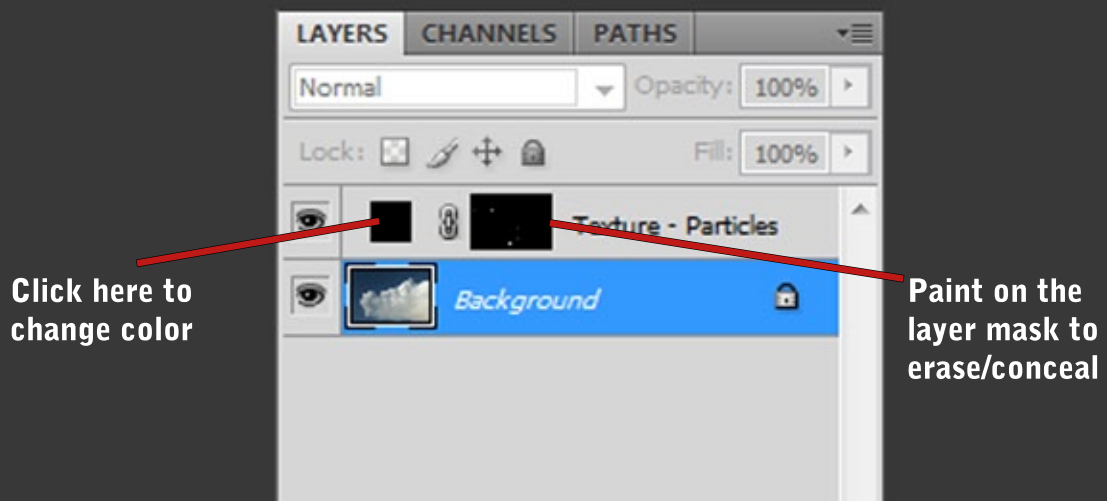 LAYERS CHANNELS PATHS
Normal Opacity: 100%
Lock: Fill: 100%
Texture - Particles
Background
Click here to
change color
Paint on the
layer mask to
erase/conceal